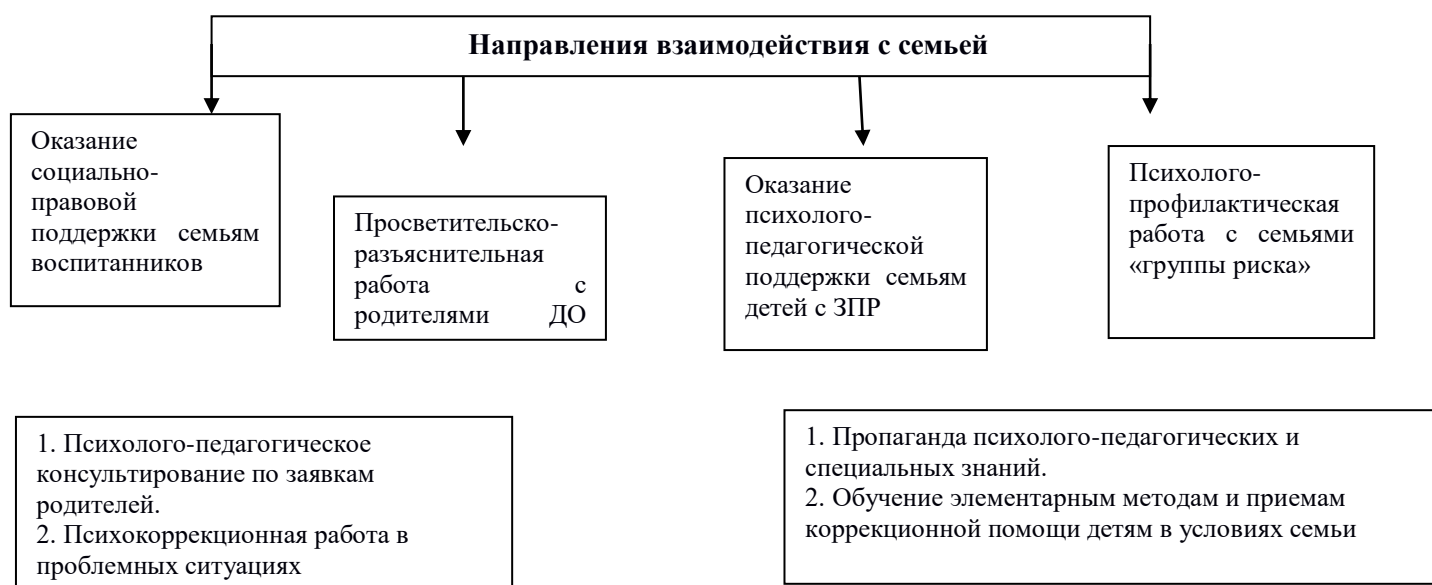 Направления взаимодействия с семьей
Оказание
социально-
правовой
поддержки семьям
воспитанников
Просветительско-
разъяснительная
работа с
родителями ДО
Оказание
психолого-
педагогической
поддержки семьям
детей с ЗПР
Психолого-
профилактическая
работа с семьями
«группы риска»
1. Психолого-педагогическое
консультирование по заявкам
родителей.
2. Психокоррекционная работа в
проблемных ситуациях
1. Пропаганда психолого-педагогических и
специальных знаний.
2. Обучение элементарным методам и приемам
коррекционной помощи детям в условиях семьи